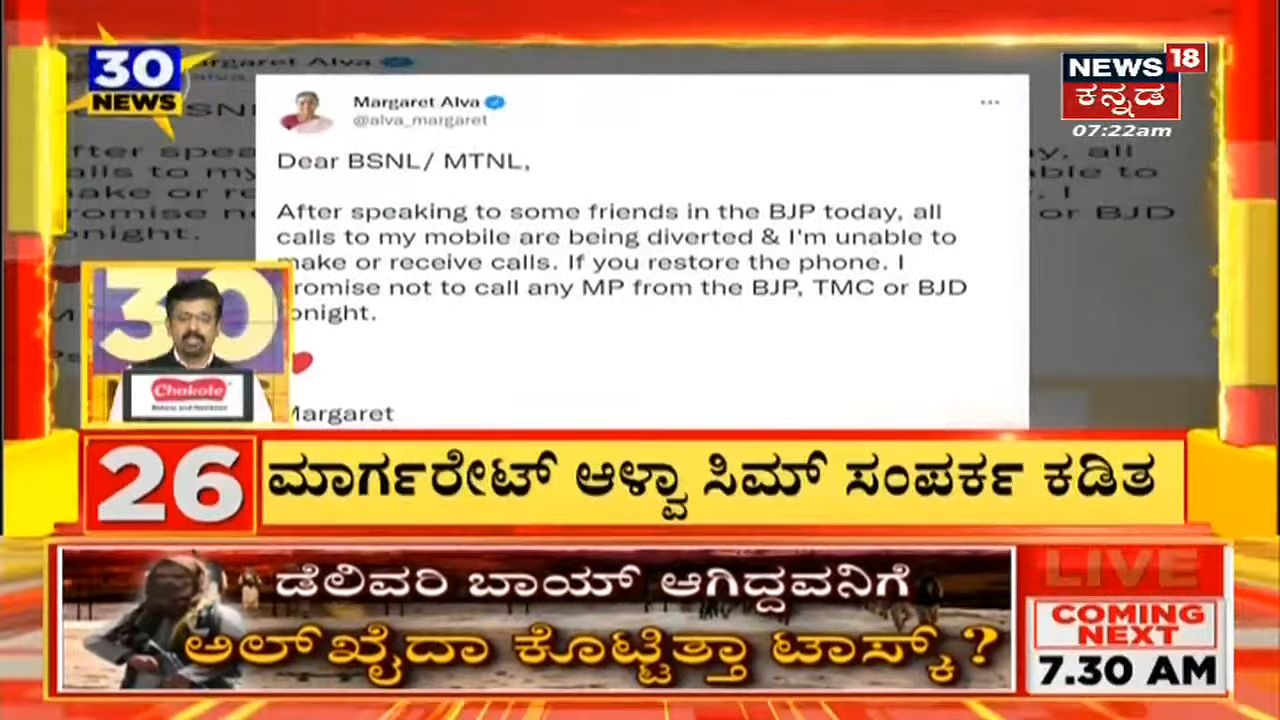 30
NEWS
NEWS 18
ಕನ್ನಡ
07:22am
Margaret Alva
@alva_margaret
Dear BSNL/ MTNL,
After speaking to some friends in the BJP today, all
calls to my mobile are being diverted & I'm unable to
make or receive calls. If you restore the phone. I
promise not to call any MP from the BJP, TMC or BJD
tonight.
Margaret
30
Chakote
26
ಮಾರ್ಗರೇಟ್ ಆಳ್ವಾ ಸಿಮ್ ಸಂಪರ್ಕ ಕಡಿತ
ಡೆಲಿವರಿ ಬಾಯ್ ಆಗಿದ್ದವನಿಗೆ
ಅಲ್‌ಖೈದಾ ಕೊಟ್ಟಿತ್ತಾ ಟಾಸ್ಕ್ ?
LIVE
COMING
NEXT
7.30 AM